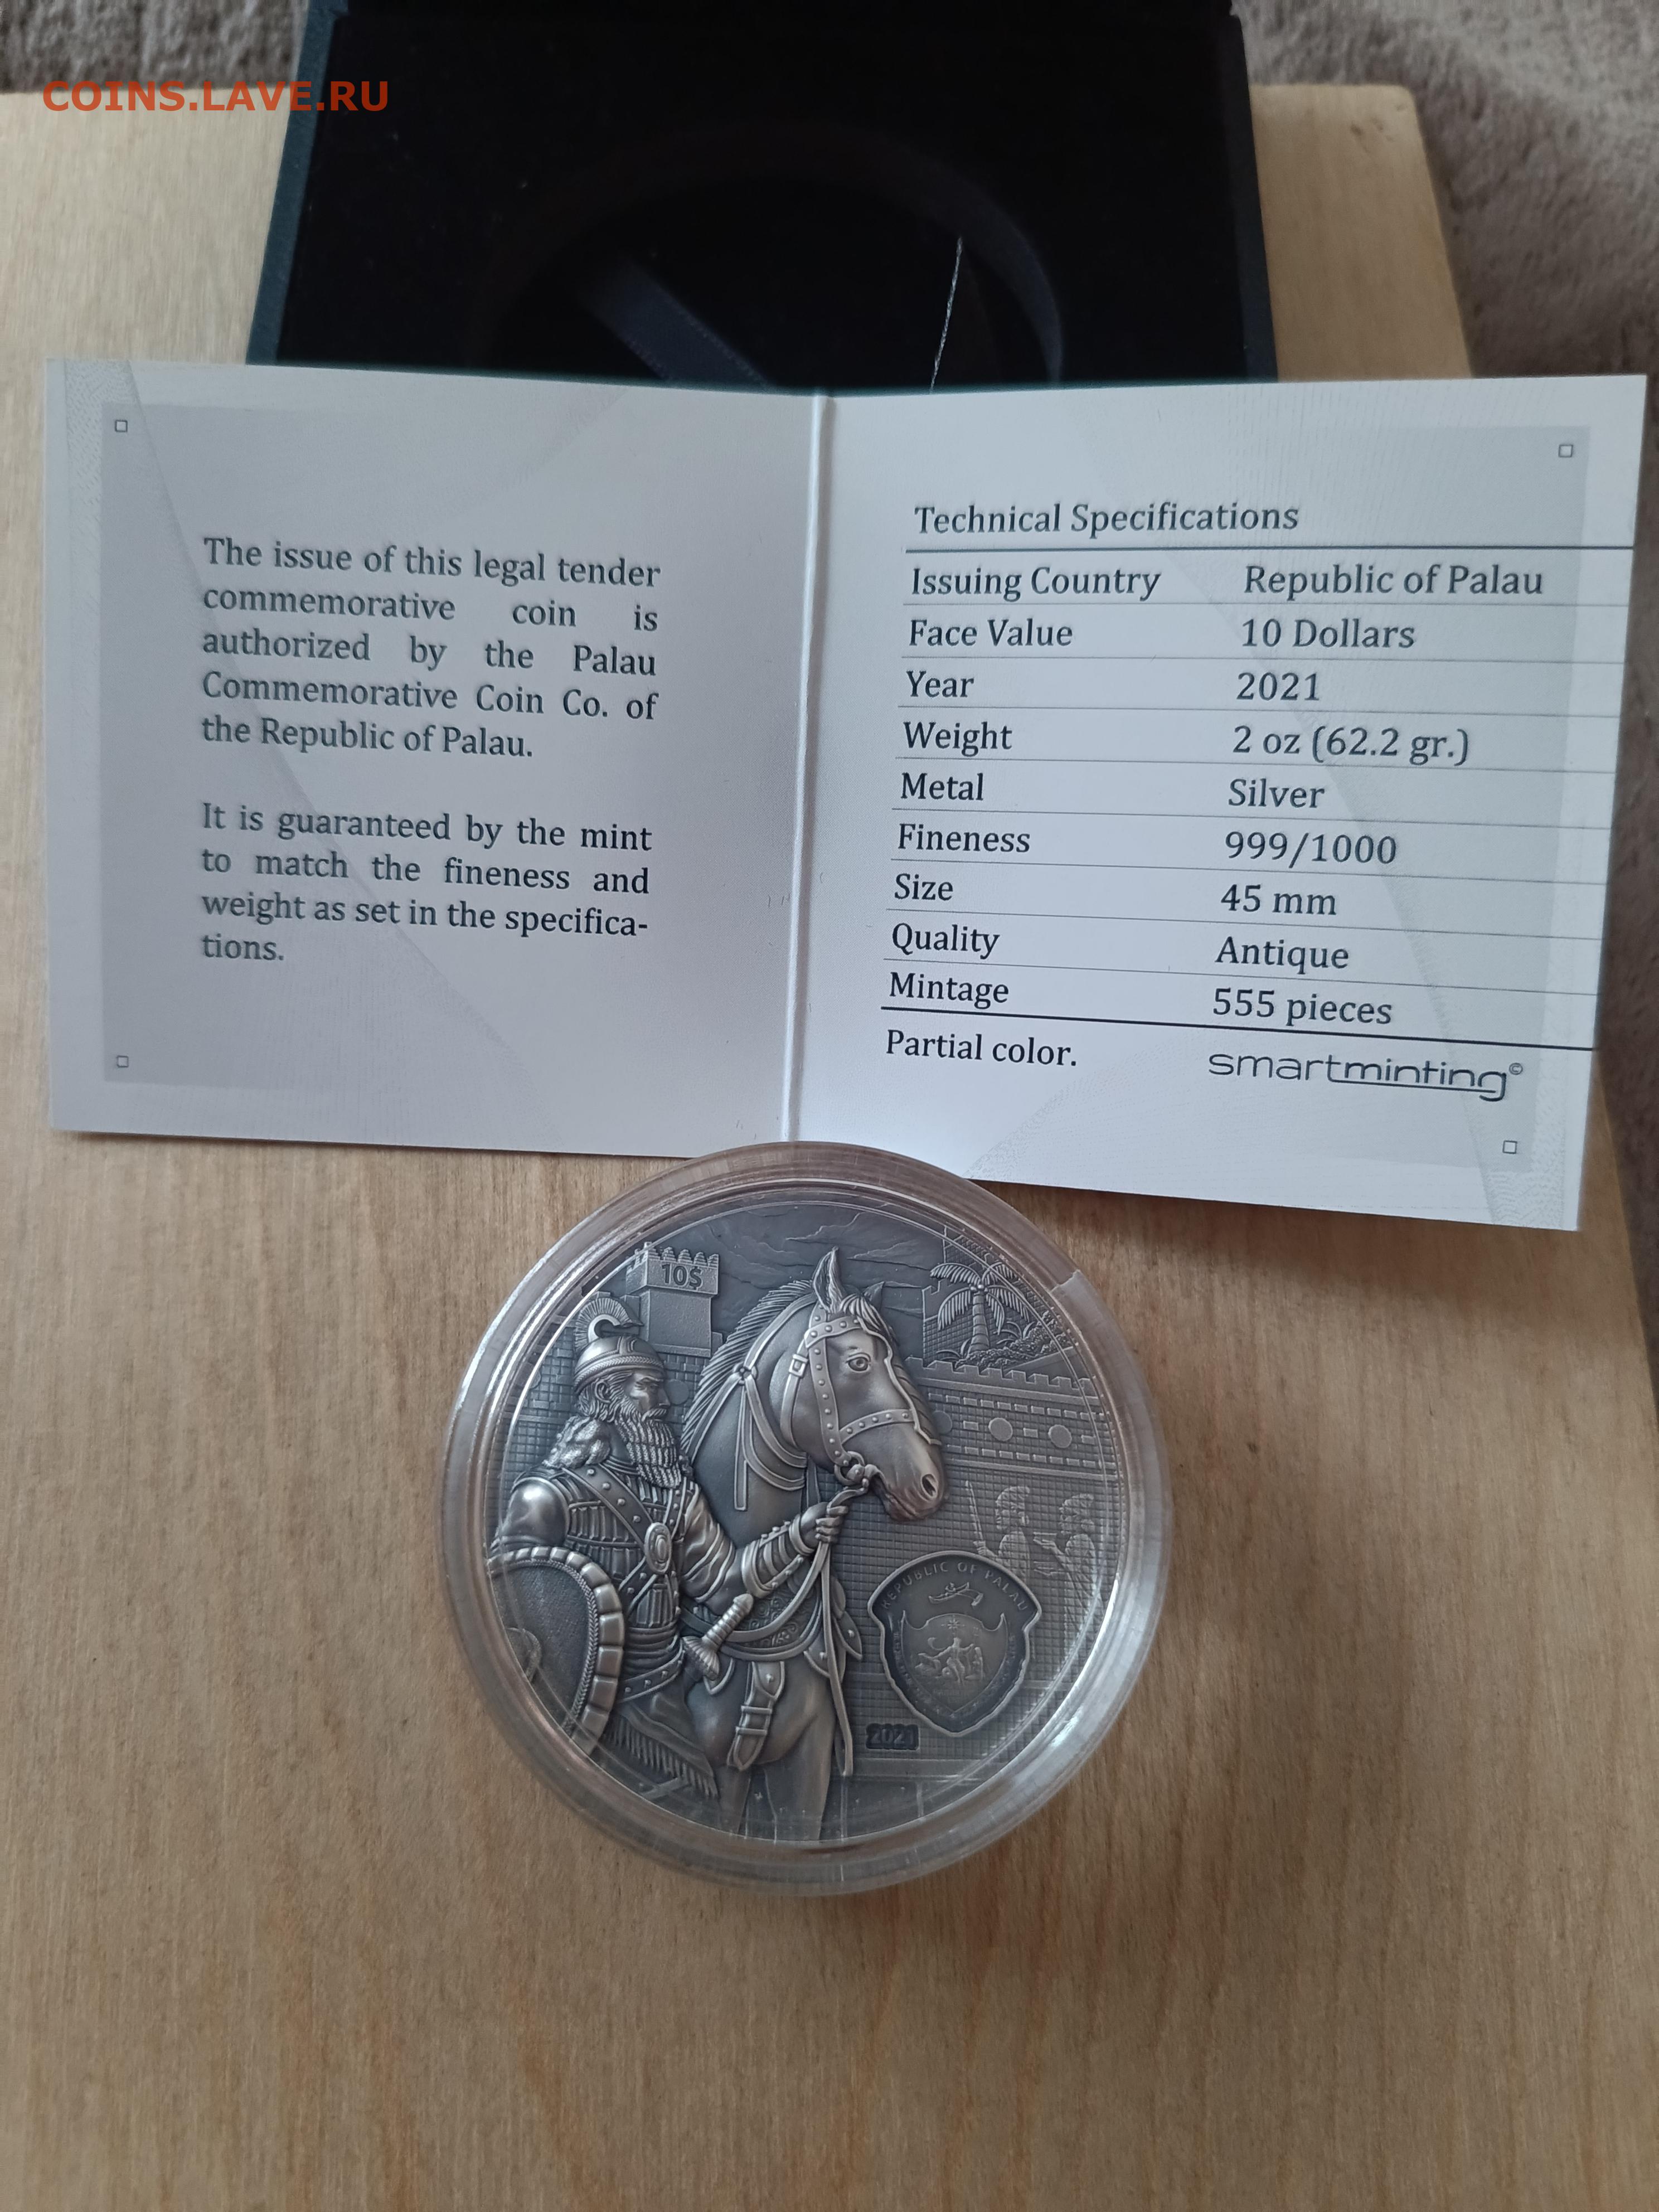 COINS.LAVE.RU
The issue of this legal tender
commemorative coin is
authorized by the Palau
Commemorative Coin Co. of
the Republic of Palau.
It is guaranteed by the mint
to match the fineness and
weight as set in the specifica-
tions.
Technical Specifications
Issuing Country Republic of Palau
Face Value 10 Dollars
Year 2021
Weight 2 oz (62.2 gr.)
Metal Silver
Fineness 999/1000
Size 45 mm
Quality Antique
Mintage 555 pieces
Partial color. smartminting©
10$
REPUBLIC OF PALAU
2021